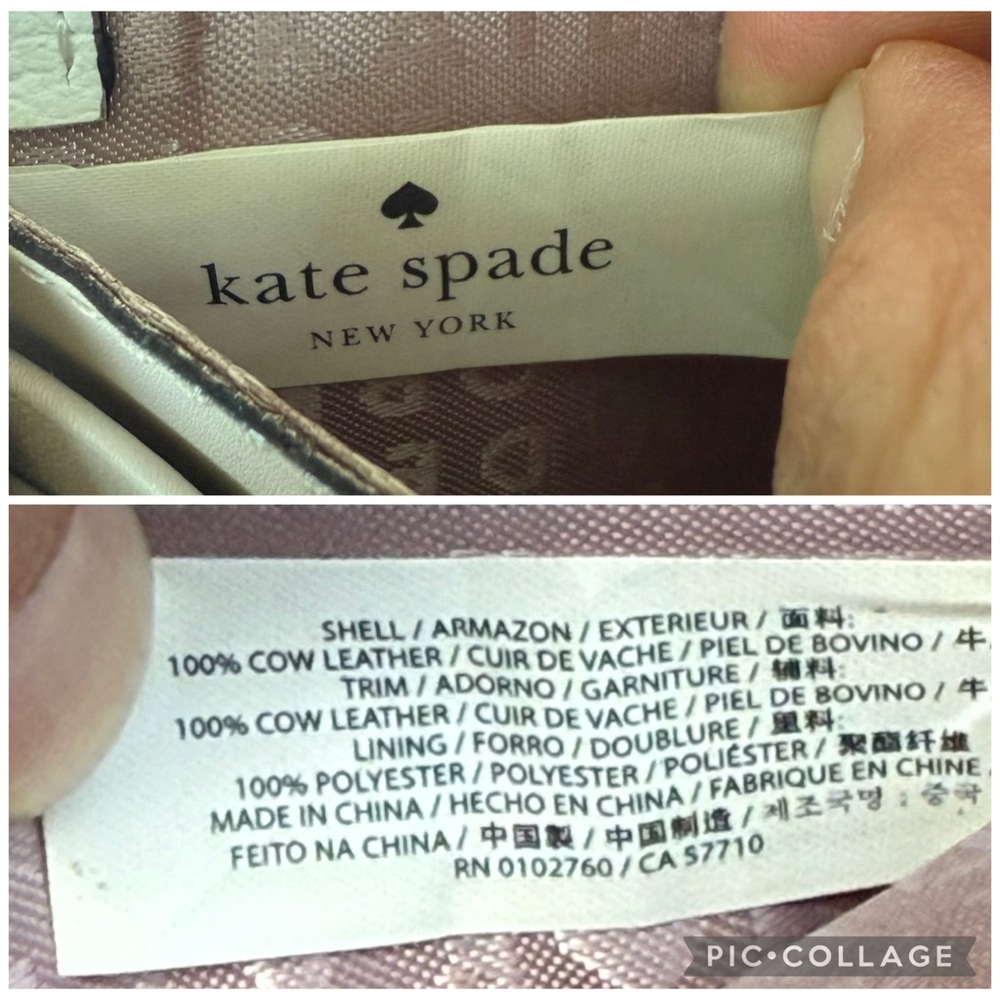 kate spade
NEW YORK
SHELL / ARMAZON / EXTERIEUR / 面料:
100% COW LEATHER / CUIR DE VACHE / PIEL DE BOVINO / 牛
TRIM / ADORNO / GARNITURE / 辅料:
100% COW LEATHER / CUIR DE VACHE / PIEL DE BOVINO / 牛
LINING / FORRO / DOUBLURE / 里料:
100% POLYESTER / POLYESTER / POLIÉSTER / 聚酯纤维
MADE IN CHINA / HECHO EN CHINA / FABRIQUE EN CHINE
FEITO NA CHINA / 中国製 / 中国制造 / 제조국명 : 중국
RN 0102760 / CA 57710
PIC•COLLAGE